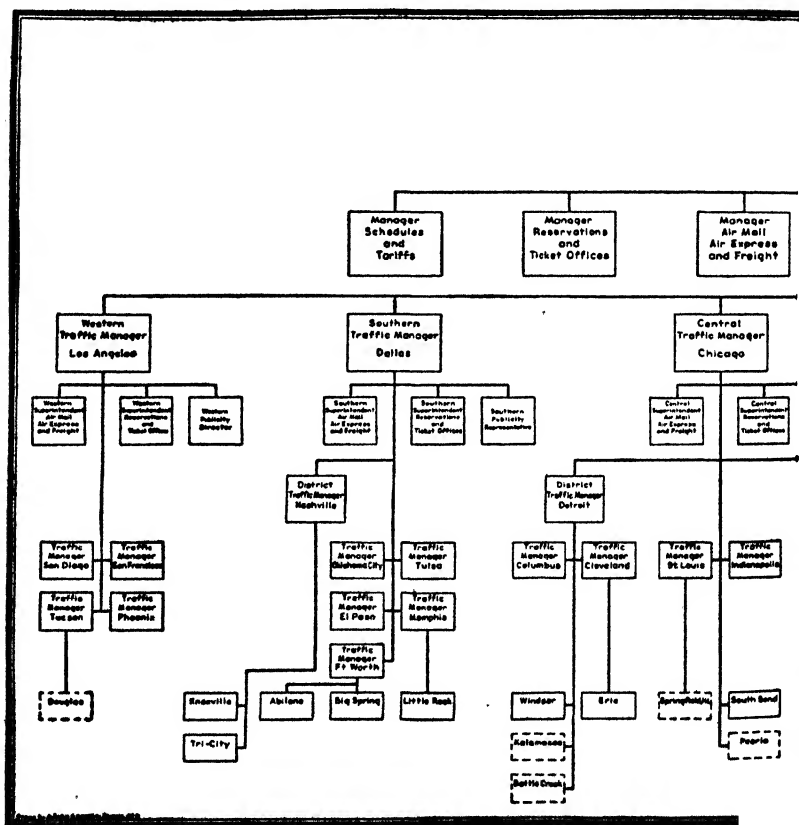 Manager
Schedules
and
Tariffs
Manager
Reservations
and
Ticket Offices
Manager
Air Mail
Air Express
and Freight
Western
Traffic Manager
Los Angeles
Southern
Traffic Manager
Dallas
Central
Traffic Manager
Chicago
Western
Superintendent
Air Mail
Air Express
and Freight
Western
Superintendent
Reservations
and
Ticket Offices
Western
Publicity
Director
Southern
Superintendent
Air Mail
Air Express
and Freight
Southern
Superintendent
Reservations
and
Ticket Offices
Southern
Publicity
Representative
Central
Superintendent
Air Mail
Air Express
and Freight
Central
Superintendent
Reservations
and
Ticket Offices
District
Traffic Manager
Nashville
District
Traffic Manager
Detroit
Traffic
Manager
San Diego
Traffic
Manager
San Francisco
Traffic
Manager
Oklahoma City
Traffic
Manager
Tulsa
Traffic
Manager
Columbus
Traffic
Manager
Cleveland
Traffic
Manager
St Louis
Traffic
Manager
Indianapolis
Traffic
Manager
Tucson
Traffic
Manager
Phoenix
Traffic
Manager
El Paso
Traffic
Manager
Memphis
Traffic
Manager
Ft Worth
Douglas
Knoxville
Abilene
Big Spring
Little Rock
Windsor
Erie
South Bend
Tri-City
Kalamazoo
Peoria
Battle Creek